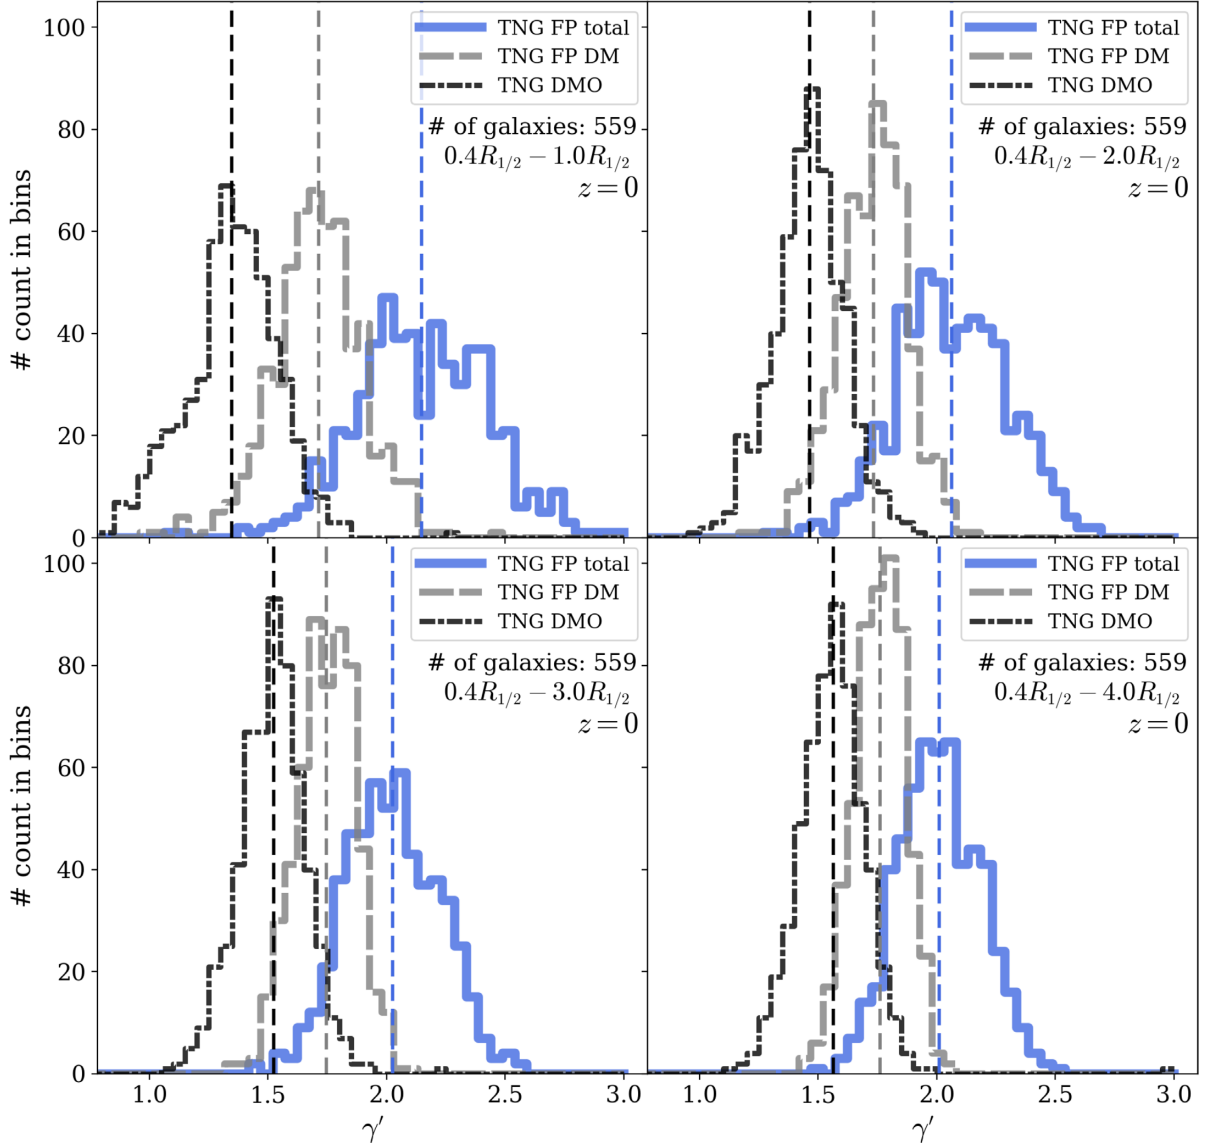 100
80
60
40
20
0
# count in bins
TNG FP total
TNG FP DM
TNG DMO
# of galaxies: 559
0.4R₁/₂ − 1.0R₁/₂
z = 0
TNG FP total
TNG FP DM
TNG DMO
# of galaxies: 559
0.4R₁/₂ − 2.0R₁/₂
z = 0
100
80
60
40
20
0
# count in bins
TNG FP total
TNG FP DM
TNG DMO
# of galaxies: 559
0.4R₁/₂ − 3.0R₁/₂
z = 0
1.0 1.5 2.0 2.5 3.0
γ′
TNG FP total
TNG FP DM
TNG DMO
# of galaxies: 559
0.4R₁/₂ − 4.0R₁/₂
z = 0
1.0 1.5 2.0 2.5 3.0
γ′